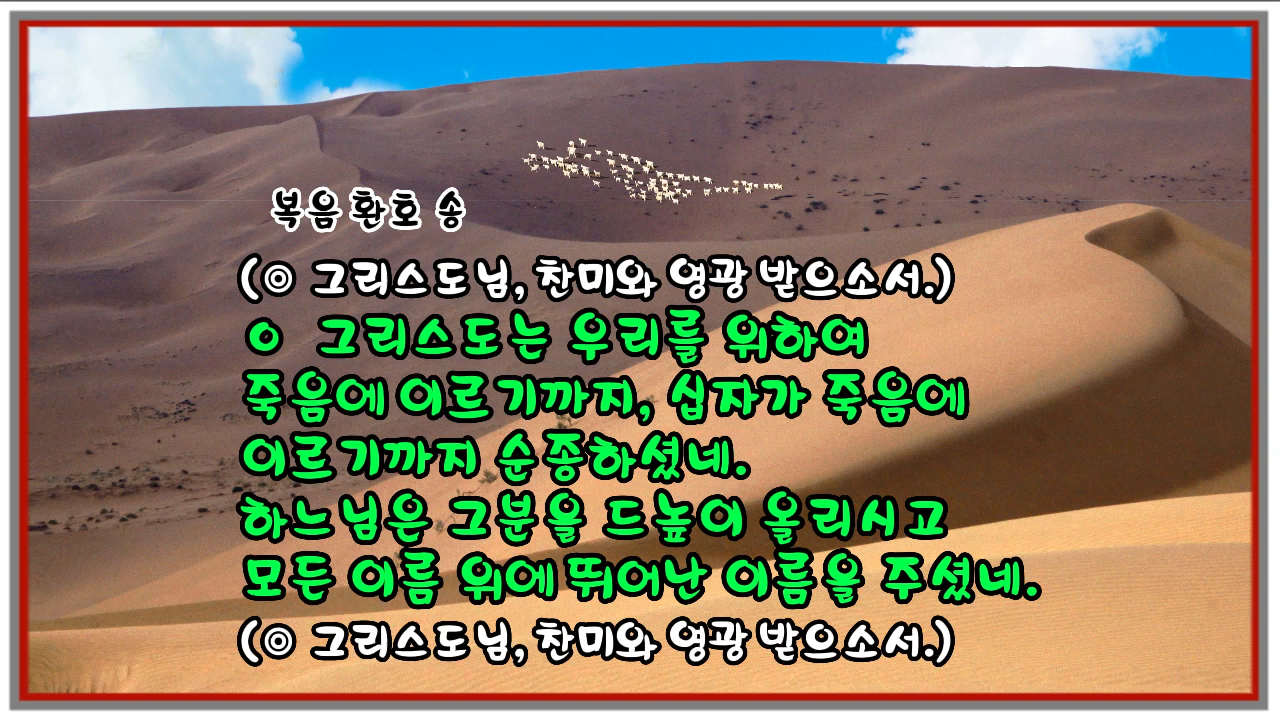 복음 환호 송
(◎ 그리스도님, 찬미와 영광 받으소서.)
○ 그리스도는 우리를 위하여
죽음에 이르기까지, 십자가 죽음에
이르기까지 순종하셨네.
하느님은 그분을 드높이 올리시고
모든 이름 위에 뛰어난 이름을 주셨네.
(◎ 그리스도님, 찬미와 영광 받으소서.)